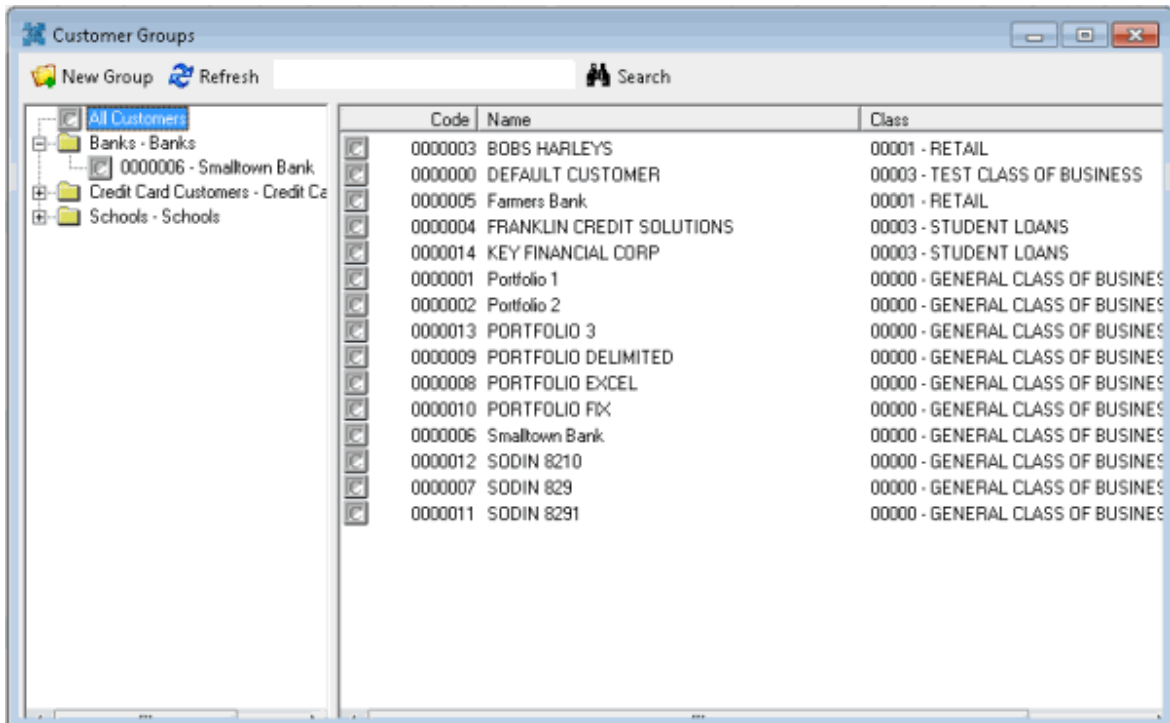 Customer Groups
New Group Refresh Search
All Customers
Banks - Banks
0000006 - Smalltown Bank
Credit Card Customers - Credit Ca
Schools - Schools
Code Name Class
0000003 BOBS HARLEYS 00001 - RETAIL
0000000 DEFAULT CUSTOMER 00003 - TEST CLASS OF BUSINESS
0000005 Farmers Bank 00001 - RETAIL
0000004 FRANKLIN CREDIT SOLUTIONS 00003 - STUDENT LOANS
0000014 KEY FINANCIAL CORP 00003 - STUDENT LOANS
0000001 Portfolio 1 00000 - GENERAL CLASS OF BUSINES
0000002 Portfolio 2 00000 - GENERAL CLASS OF BUSINES
0000013 PORTFOLIO 3 00000 - GENERAL CLASS OF BUSINES
0000009 PORTFOLIO DELIMITED 00000 - GENERAL CLASS OF BUSINES
0000008 PORTFOLIO EXCEL 00000 - GENERAL CLASS OF BUSINES
0000010 PORTFOLIO FIX 00000 - GENERAL CLASS OF BUSINES
0000006 Smalltown Bank 00000 - GENERAL CLASS OF BUSINES
0000012 SODIN 8210 00000 - GENERAL CLASS OF BUSINES
0000007 SODIN 829 00000 - GENERAL CLASS OF BUSINES
0000011 SODIN 8291 00000 - GENERAL CLASS OF BUSINES